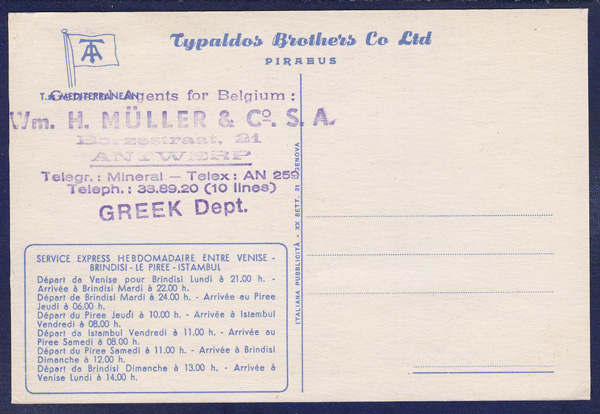 Typaldos Brothers Co Ltd
PIRAEUS
T.s. MEDITERRANEAN
General Agents for Belgium :
Wm. H. MÜLLER & Cº. S. A.
Borzestraat, 21
ANTWERP
Telegr. : Mineral — Telex : AN 259
Teleph. : 33.89.20 (10 lines)
GREEK Dept.
SERVICE EXPRESS HEBDOMADAIRE ENTRE VENISE -
BRINDISI - LE PIREE - ISTAMBUL
Départ de Venise pour Brindisi Lundi à 21.00 h. -
Arrivée à Brindisi Mardi à 22.00 h.
Départ de Brindisi Mardi à 24.00 h. - Arrivée au Piree
Jeudi à 06.00 h.
Départ du Piree Jeudi à 10.00 h. - Arrivée à Istambul
Vendredi à 08.00 h.
Départ da Istambul Vendredi à 11.00 h. - Arrivée au
Piree Samedi à 08.00 h.
Départ du Piree Samedi à 11.00 h. - Arrivée à Brindisi
Dimanche à 12.00 h.
Départ da Brindisi Dimanche à 13.00 h. - Arrivée à
Venise Lundi à 14.00 h.
ITALIANA PUBBLICITÀ - XX SETT. 21 - GENOVA